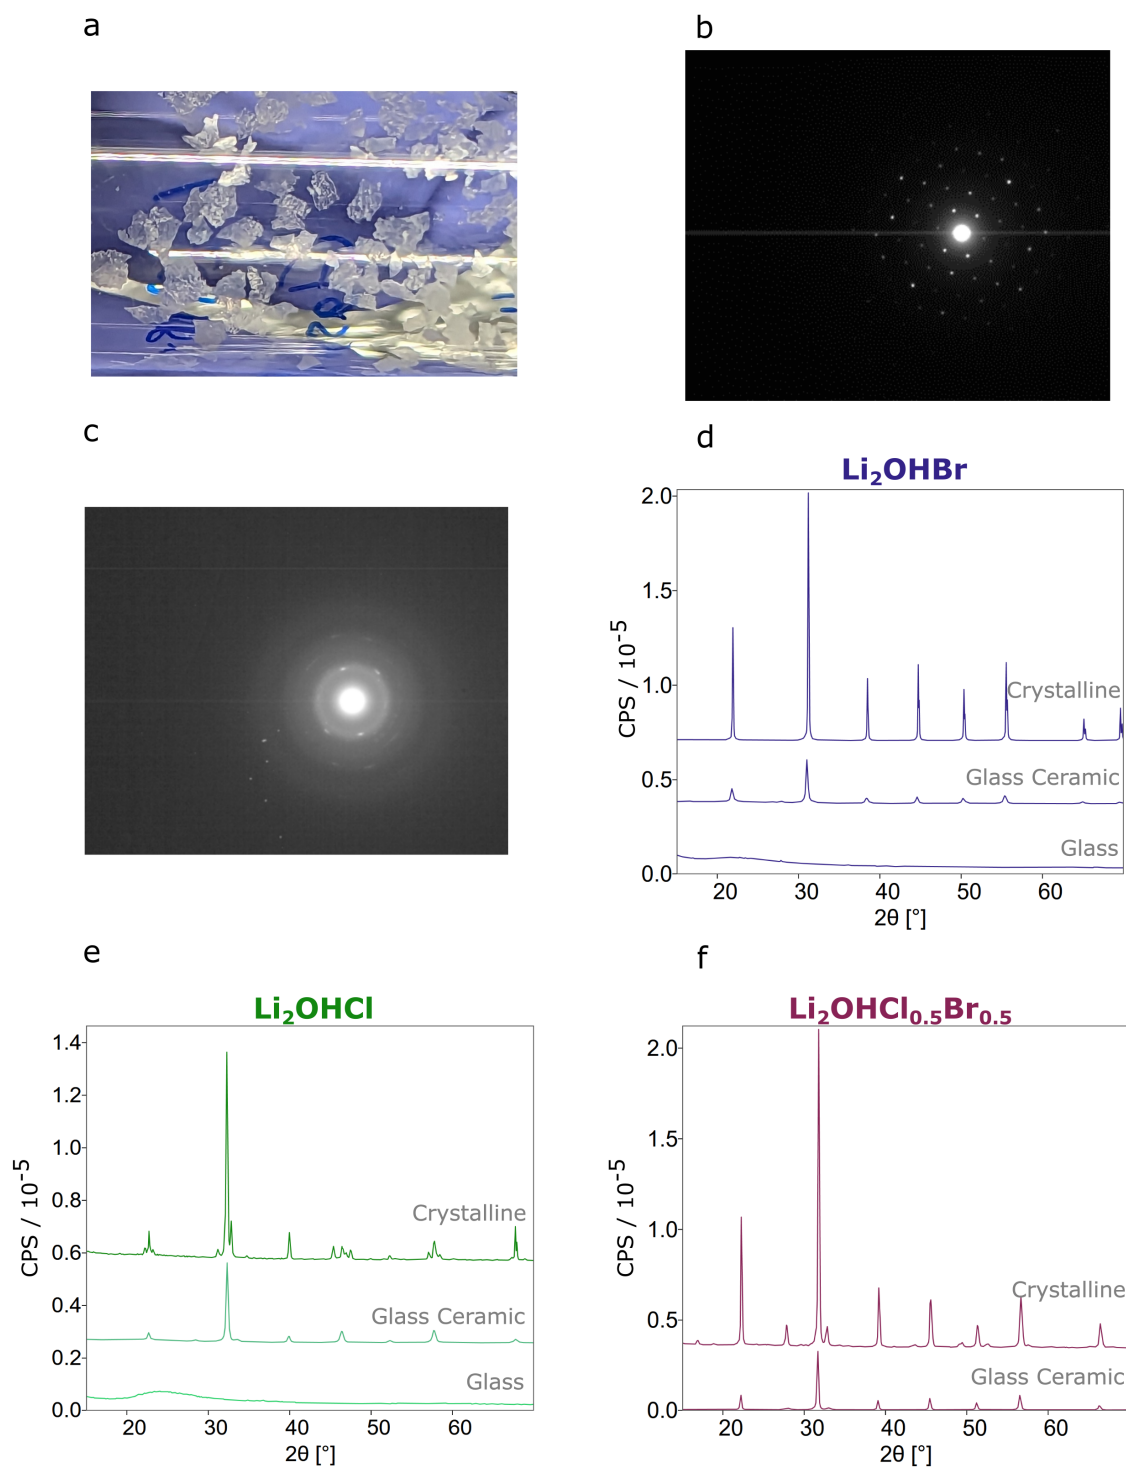 a
b
c
d
Li₂OHBr
2.0
1.5
1.0
0.5
0.0
CPS / 10⁻⁵
Crystalline
Glass Ceramic
Glass
20 30 40 50 60
2θ [°]
e
Li₂OHCl
1.4
1.2
1.0
0.8
0.6
0.4
0.2
0.0
CPS / 10⁻⁵
Crystalline
Glass Ceramic
Glass
20 30 40 50 60
2θ [°]
f
Li₂OHCl₀.₅Br₀.₅
2.0
1.5
1.0
0.5
0.0
CPS / 10⁻⁵
Crystalline
Glass Ceramic
20 30 40 50 60
2θ [°]